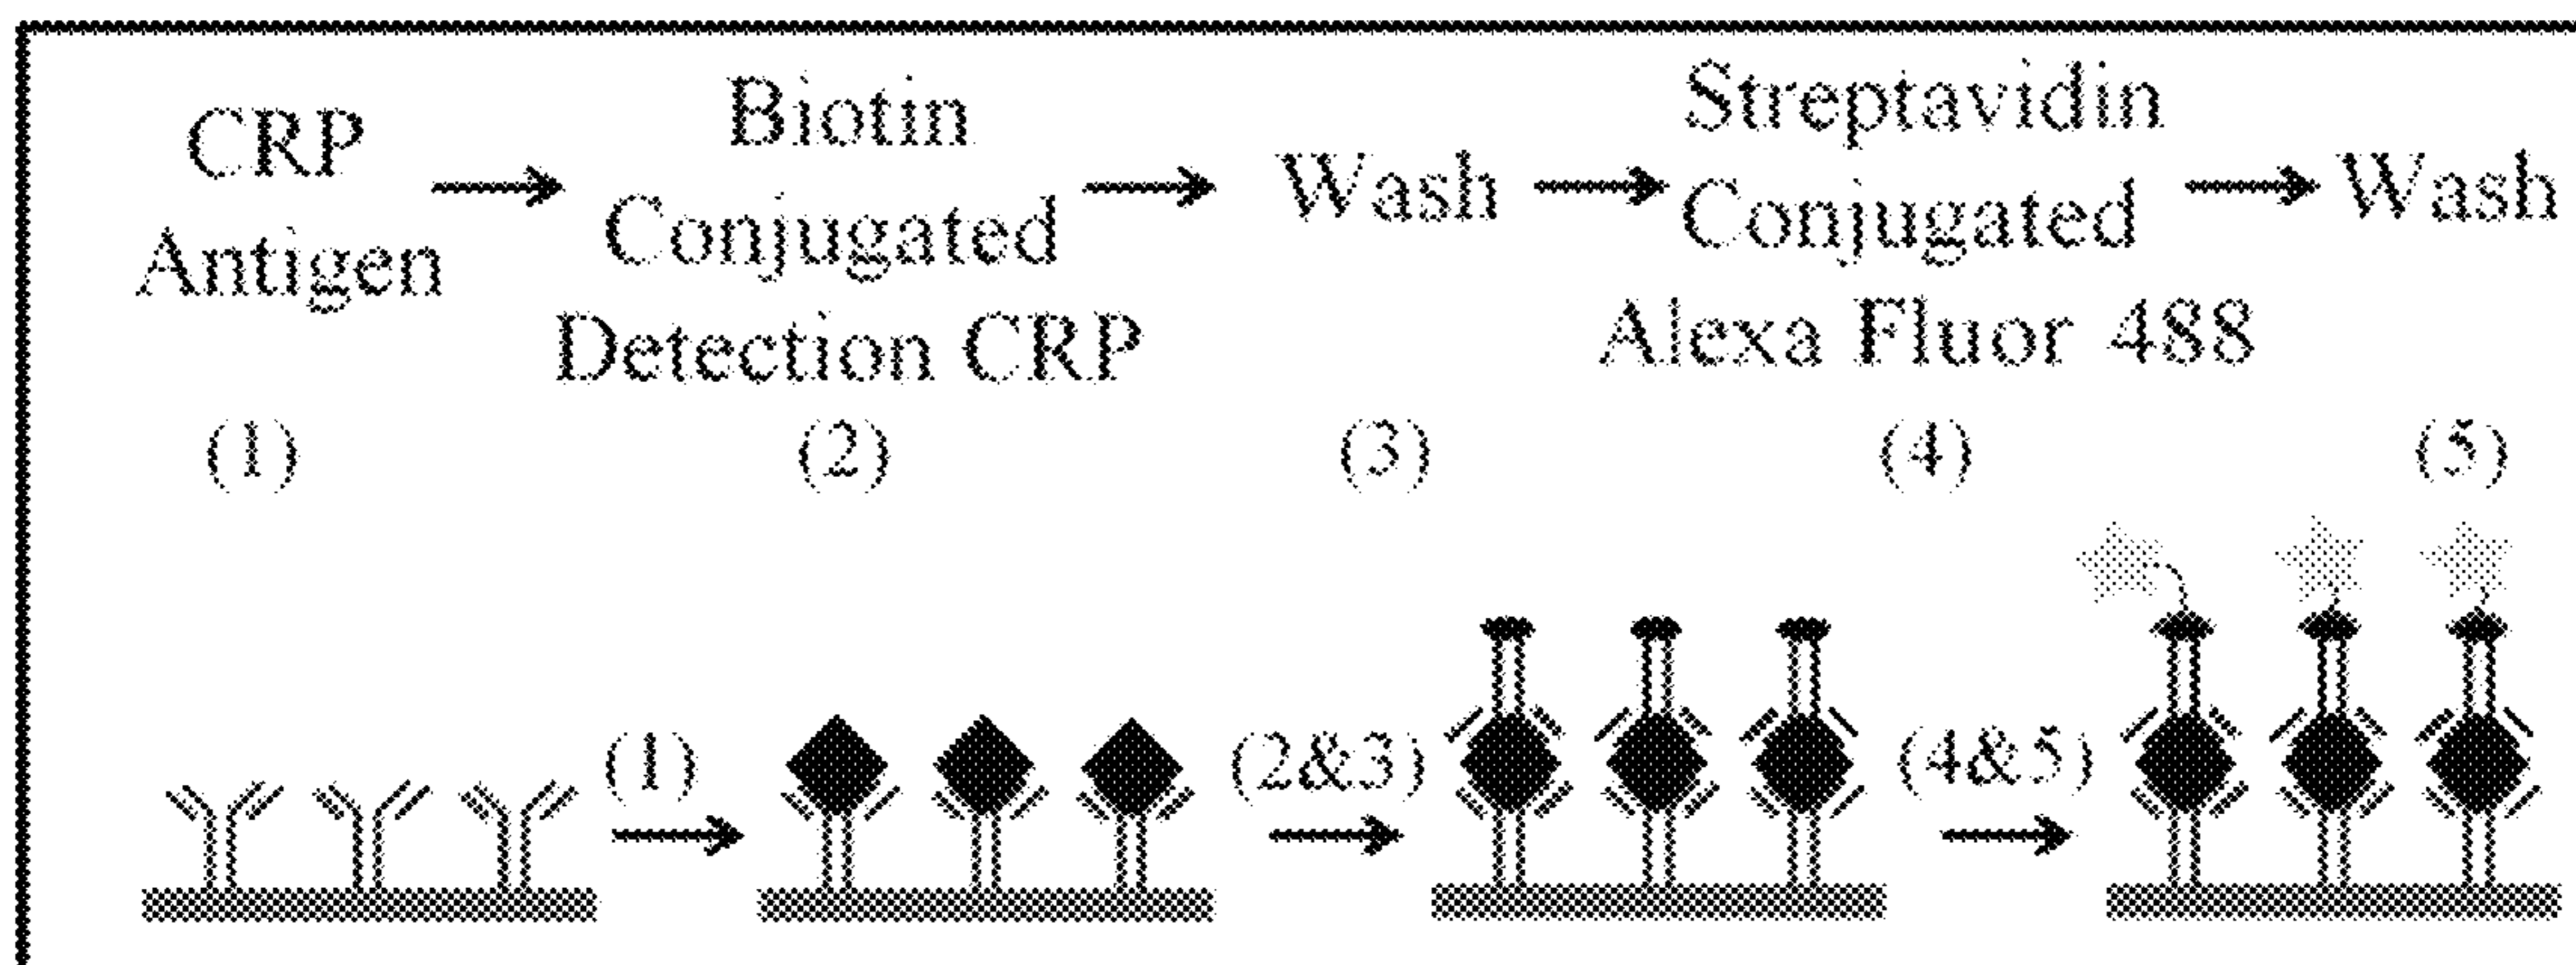 CRP
Antigen
Biotin
Conjugated
Detection CRP
Wash
Streptavidin
Conjugated
Alexa Fluor 488
Wash
(1)
(2)
(3)
(4)
(5)
(1)
(2&3)
(4&5)